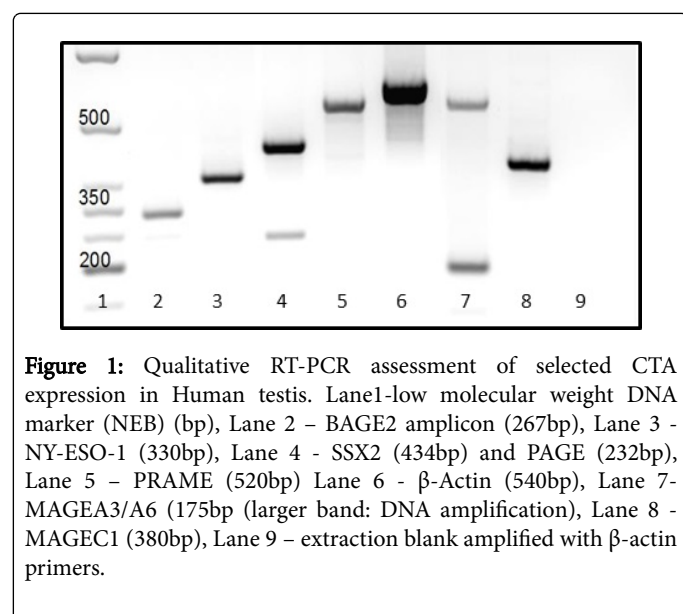 500
350
200
1 2 3 4 5 6 7 8 9
Figure 1: Qualitative RT-PCR assessment of selected CTA
expression in Human testis. Lane1-low molecular weight DNA
marker (NEB) (bp), Lane 2 – BAGE2 amplicon (267bp), Lane 3 -
NY-ESO-1 (330bp), Lane 4 - SSX2 (434bp) and PAGE (232bp),
Lane 5 – PRAME (520bp) Lane 6 - β-Actin (540bp), Lane 7-
MAGEA3/A6 (175bp (larger band: DNA amplification), Lane 8 -
MAGEC1 (380bp), Lane 9 – extraction blank amplified with β-actin
primers.